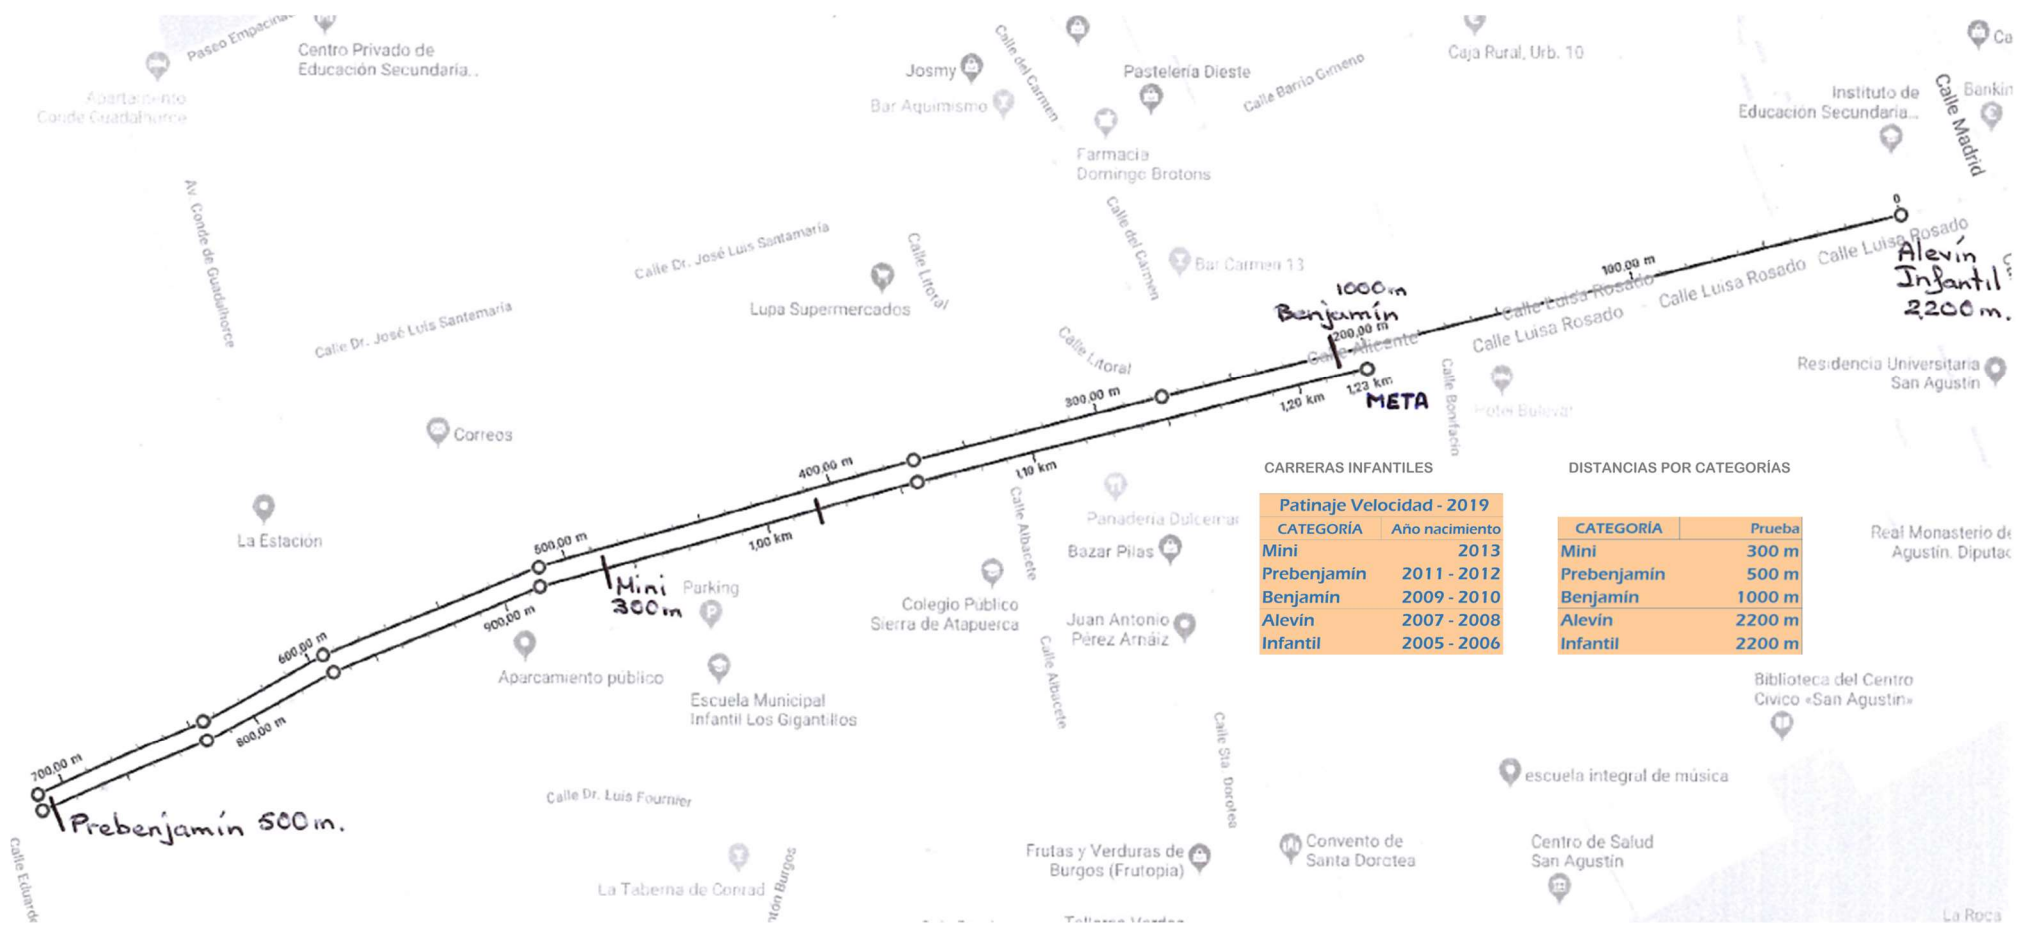 Paseo Empecina
Centro Privado de
Educación Secundaria..
Apartamento
Conde Guadalhorce
Av. Conde de Guadalhorce
Josmy
Bar Aquimismo
Calle del Carmen
Pastelería Dieste
Calle Barrio Gimeno
Farmacia
Domingo Brotons
Caja Rural, Urb. 10
Ca
Bankin
Calle Madrid
Instituto de
Educación Secundaria...
Calle Dr. José Luis Santamaría
Calle Dr. José Luis Santamaría
Calle Litoral
Lupa Supermercados
Calle del Carmen
Bar Carmen 13
Calle Litoral
1000m
Benjamín
200,00 m
Calle Alicante
100,00 m
0
Calle Luisa Rosado
Calle Luisa Rosado
Calle Luisa Rosado
Calle Luisa Rosado
Alevín
Infantil
2,200 m.
Residencia Universitaria
San Agustín
Calle Bonifacio
Hotel Bulevar
300,00 m
1,20 km
1,23 km
META
Correos
400,00 m
1,10 km
La Estación
500,00 m
1,00 km
Calle Albacete
Panadería Dulcemar
Bazar Pilas
Mini
300m
Parking
Colegio Público
Sierra de Atapuerca
Juan Antonio
Pérez Arnáiz
Calle Albacete
600,00 m
900,00 m
Aparcamiento público
Escuela Municipal
Infantil Los Gigantillos
800,00 m
700,00 m
Prebenjamín 500m.
Calle Eduardo
Calle Dr. Luis Fournier
La Taberna de Conrad
Calle Sta. Dorotea
Frutas y Verduras de
Burgos (Frutopia)
Convento de
Santa Dorotea
CARRERAS INFANTILES
Patinaje Velocidad - 2019
CATEGORÍA Año nacimiento
Mini 2013
Prebenjamín 2011 - 2012
Benjamín 2009 - 2010
Alevín 2007 - 2008
Infantil 2005 - 2006
DISTANCIAS POR CATEGORÍAS
CATEGORÍA Prueba
Mini 300 m
Prebenjamín 500 m
Benjamín 1000 m
Alevín 2200 m
Infantil 2200 m
Real Monasterio de
Agustín. Diputac
Biblioteca del Centro
Cívico «San Agustín»
escuela integral de música
Centro de Salud
San Agustín
La Roca